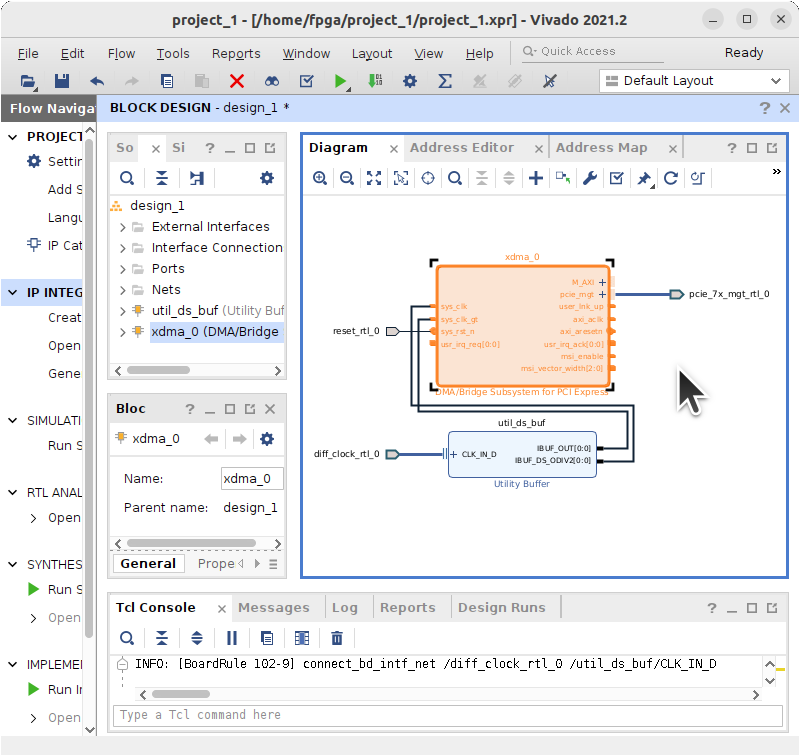 project_1 - [/home/fpga/project_1/project_1.xpr] - Vivado 2021.2
File Edit Flow Tools Reports Window Layout View Help Quick Access Ready
Default Layout
Flow Naviga
PROJECT
Settin
Add S
Langu
IP Cat
IP INTEG
Creat
Open
Gene
SIMULATI
Run S
RTL ANAL
Open
SYNTHES
Run S
Open
IMPLEMEN
Run In
Open
BLOCK DESIGN - design_1 *
So Si
design_1
External Interfaces
Interface Connection
Ports
Nets
util_ds_buf (Utility Buf
xdma_0 (DMA/Bridge
Bloc
xdma_0
Name: xdma_0
Parent name: design_1
General Prope
Diagram Address Editor Address Map
xdma_0
M_AXI
pcie_mgt
sys_clk
user_lnk_up
sys_clk_gt
axi_aclk
sys_rst_n
axi_aresetn
usr_irq_req[0:0]
usr_irq_ack[0:0]
msi_enable
msi_vector_width[2:0]
DMA/Bridge Subsystem for PCI Express
pcie_7x_mgt_rtl_0
reset_rtl_0
util_ds_buf
diff_clock_rtl_0
CLK_IN_D
IBUF_OUT[0:0]
IBUF_DS_ODIV2[0:0]
Utility Buffer
Tcl Console Messages Log Reports Design Runs
INFO: [BoardRule 102-9] connect_bd_intf_net /diff_clock_rtl_0 /util_ds_buf/CLK_IN_D
Type a Tcl command here